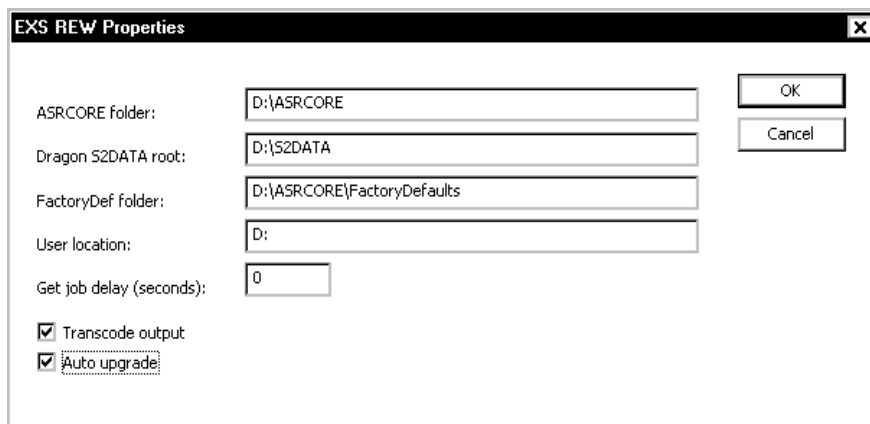 EXS REW Properties
ASRCORE folder: D:\ASRCORE OK
Dragon S2DATA root: D:\S2DATA Cancel
FactoryDef folder: D:\ASRCORE\FactoryDefaults
User location: D:
Get job delay (seconds): 0
Transcode output
Auto upgrade